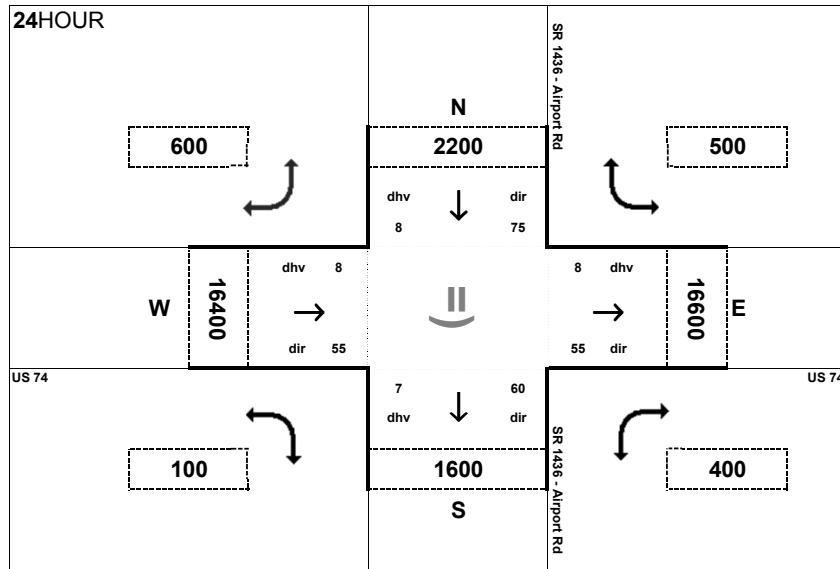 24HOUR
SR 1436 - Airport Rd
N
600
2200
500
dhv
dir
8
75
dhv 8
8 dhv
W
16400
16600
E
dir 55
55 dir
US 74
US 74
7
60
dhv
dir
SR 1436 - Airport Rd
100
1600
400
S